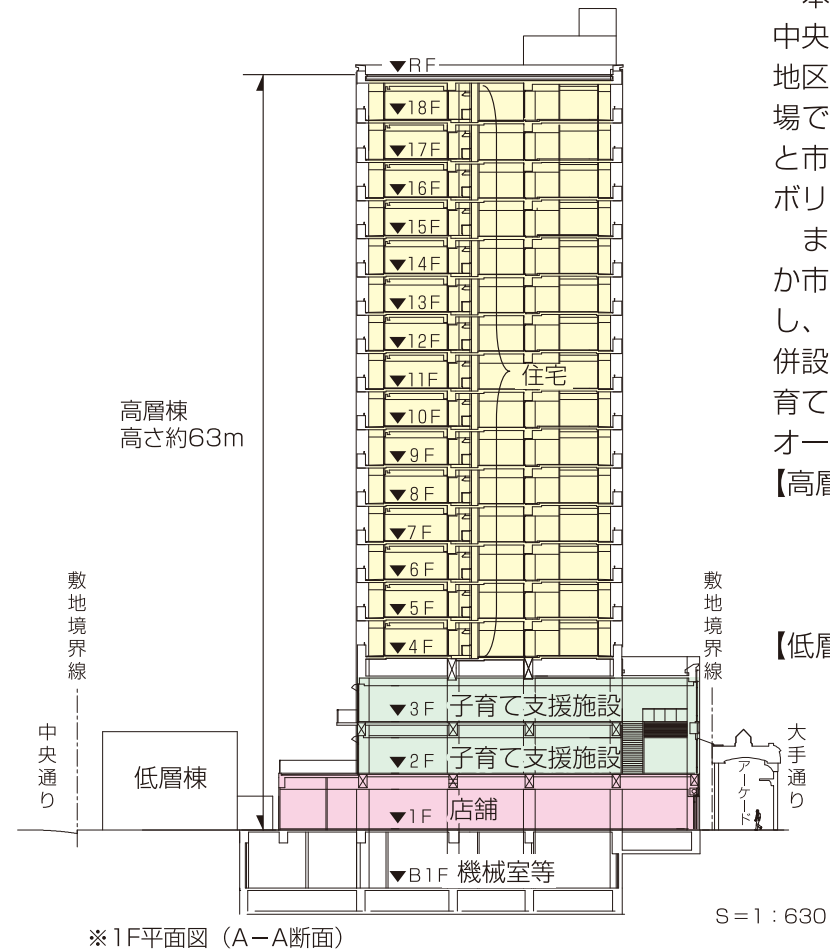 ▼RF
▼18F
▼17F
▼16F
▼15F
▼14F
▼13F
▼12F
▼11F
▼10F
▼9F
▼8F
▼7F
▼6F
▼5F
▼4F
住宅
高層棟
高さ約63m
敷地境界線
中央通り
低層棟
▼3F 子育て支援施設
▼2F 子育て支援施設
▼1F 店舗
▼B1F 機械室等
敷地境界線
大手通り
アーケード
S=1:630
※1F平面図（A−A断面）
本
中央
地区
場で
と市
ボリ
ま
か市
し、
併設
育て
オー
【高層
【低層